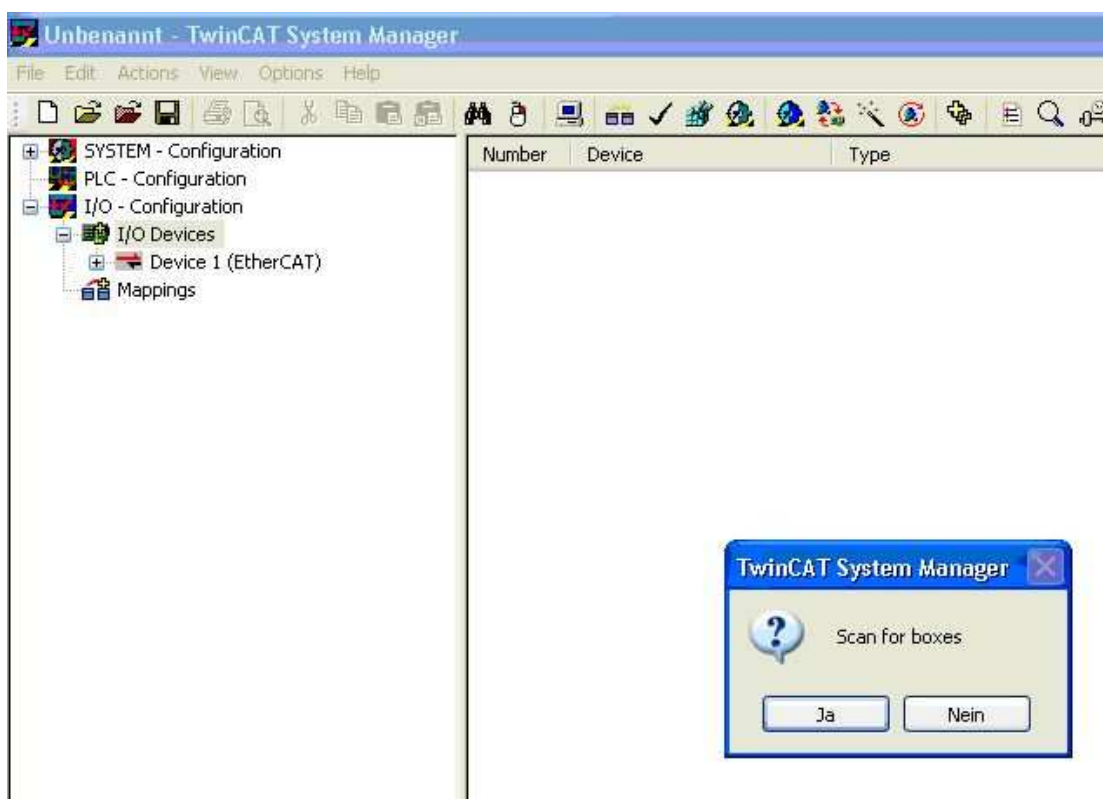 Unbenannt - TwinCAT System Manager
File Edit Actions View Options Help
SYSTEM - Configuration
PLC - Configuration
I/O - Configuration
I/O Devices
Device 1 (EtherCAT)
Mappings
Number Device Type
TwinCAT System Manager
Scan for boxes
Ja Nein